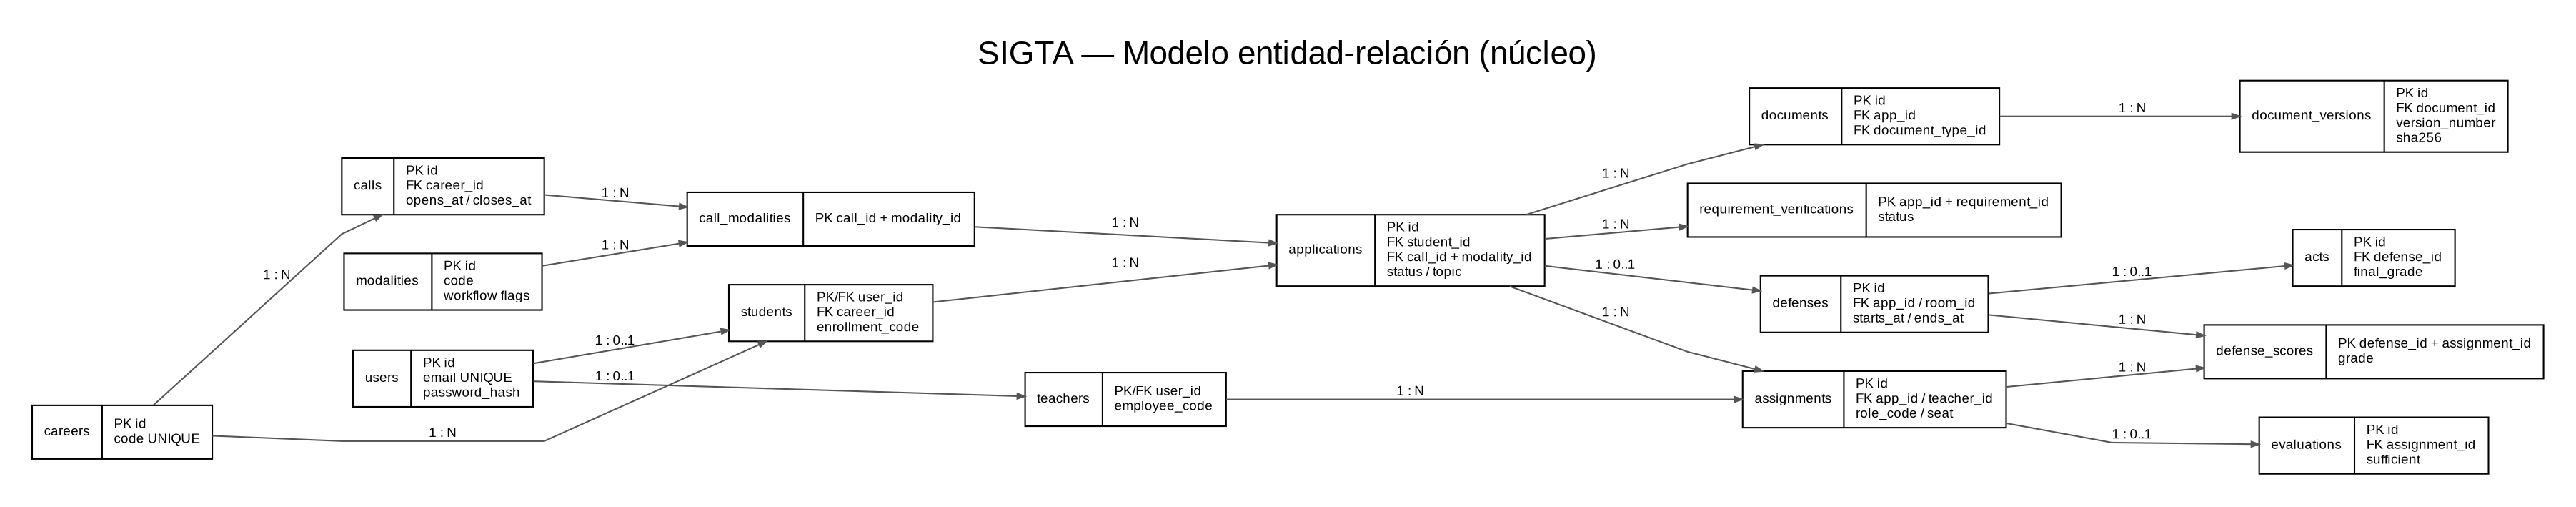 SIGTA — Modelo entidad-relación (núcleo)
careers
PK id
code UNIQUE
1 : N
1 : N
calls
PK id
FK career_id
opens_at / closes_at
1 : N
modalities
PK id
code
workflow flags
1 : N
users
PK id
email UNIQUE
password_hash
1 : 0..1
1 : 0..1
call_modalities
PK call_id + modality_id
1 : N
students
PK/FK user_id
FK career_id
enrollment_code
1 : N
teachers
PK/FK user_id
employee_code
1 : N
applications
PK id
FK student_id
FK call_id + modality_id
status / topic
1 : N
1 : N
1 : 0..1
1 : N
documents
PK id
FK app_id
FK document_type_id
1 : N
requirement_verifications
PK app_id + requirement_id
status
defenses
PK id
FK app_id / room_id
starts_at / ends_at
1 : 0..1
1 : N
assignments
PK id
FK app_id / teacher_id
role_code / seat
1 : N
1 : 0..1
document_versions
PK id
FK document_id
version_number
sha256
acts
PK id
FK defense_id
final_grade
defense_scores
PK defense_id + assignment_id
grade
evaluations
PK id
FK assignment_id
sufficient